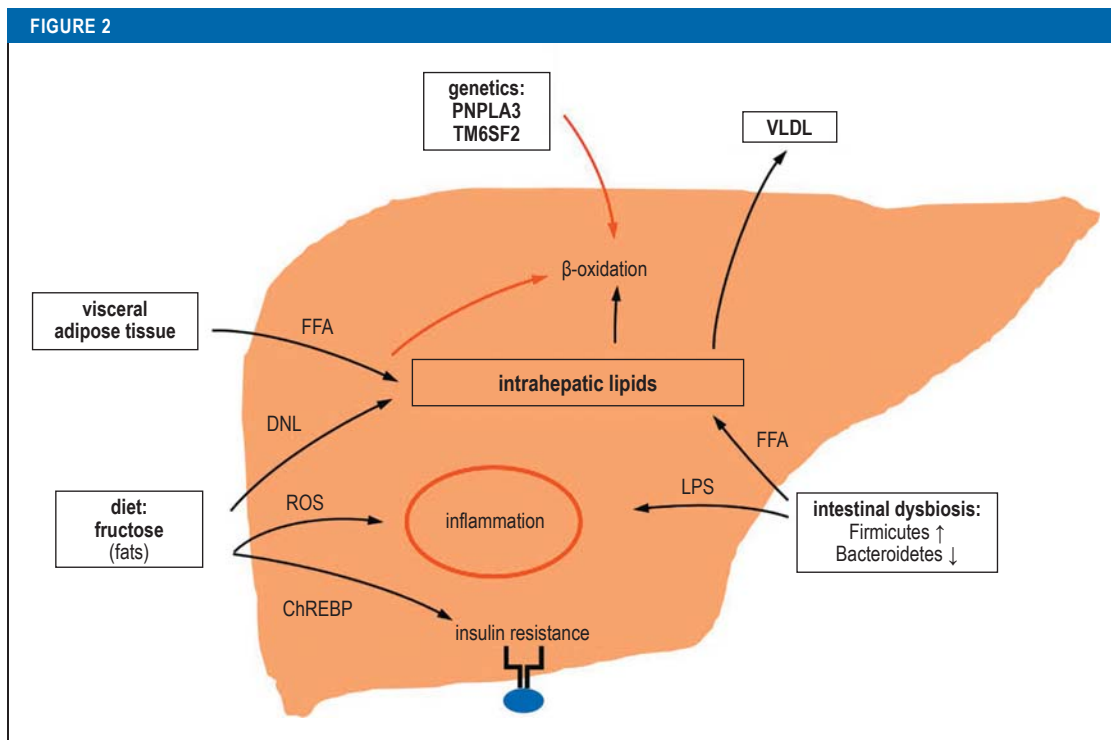 FIGURE 2
genetics:
PNPLA3
TM6SF2
VLDL
β-oxidation
visceral
adipose tissue
FFA
intrahepatic lipids
DNL
FFA
diet:
fructose
(fats)
ROS
inflammation
LPS
intestinal dysbiosis:
Firmicutes ↑
Bacteroidetes ↓
ChREBP
insulin resistance